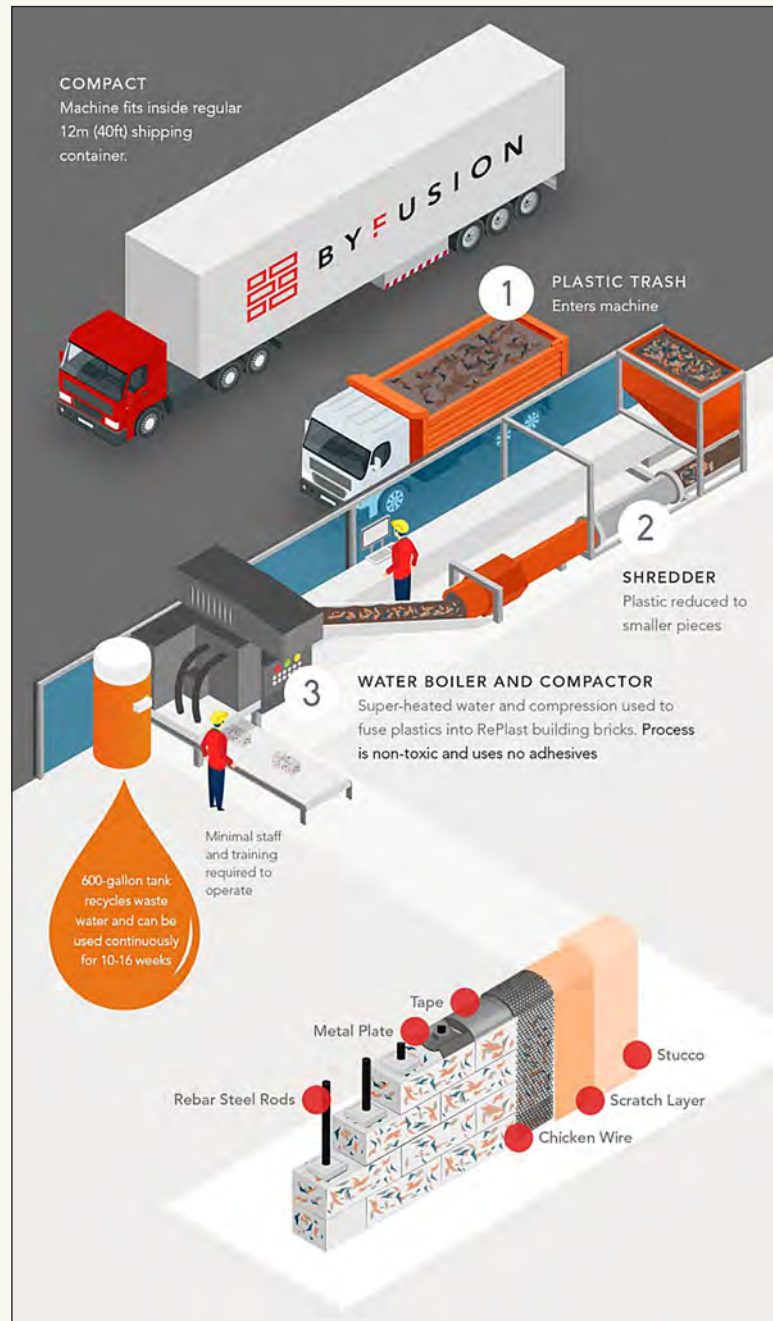 COMPACT
Machine fits inside regular
12m (40ft) shipping
container.
BYFUSION
1
PLASTIC TRASH
Enters machine
2
SHREDDER
Plastic reduced to
smaller pieces
3
WATER BOILER AND COMPACTOR
Super-heated water and compression used to
fuse plastics into RePlast building bricks. Process
is non-toxic and uses no adhesives
Minimal staff
and training
required to
operate
600-gallon tank
recycles waste
water and can be
used continuously
for 10-16 weeks
Tape
Metal Plate
Rebar Steel Rods
Stucco
Scratch Layer
Chicken Wire